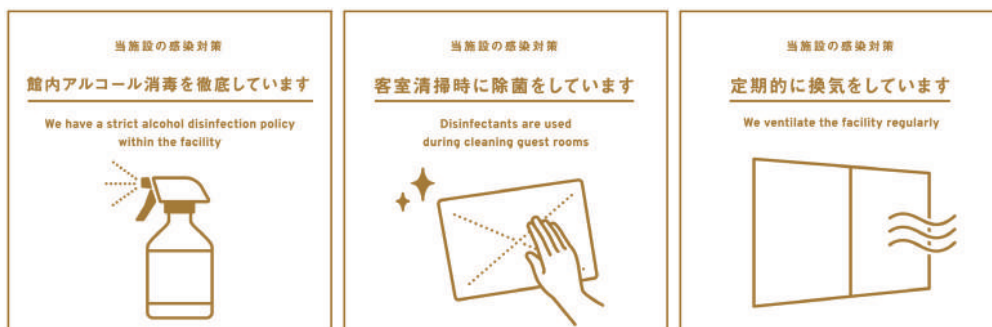 当施設の感染対策
館内アルコール消毒を徹底しています
We have a strict alcohol disinfection policy
within the facility
当施設の感染対策
客室清掃時に除菌をしています
Disinfectants are used
during cleaning guest rooms
当施設の感染対策
定期的に換気をしています
We ventilate the facility regularly